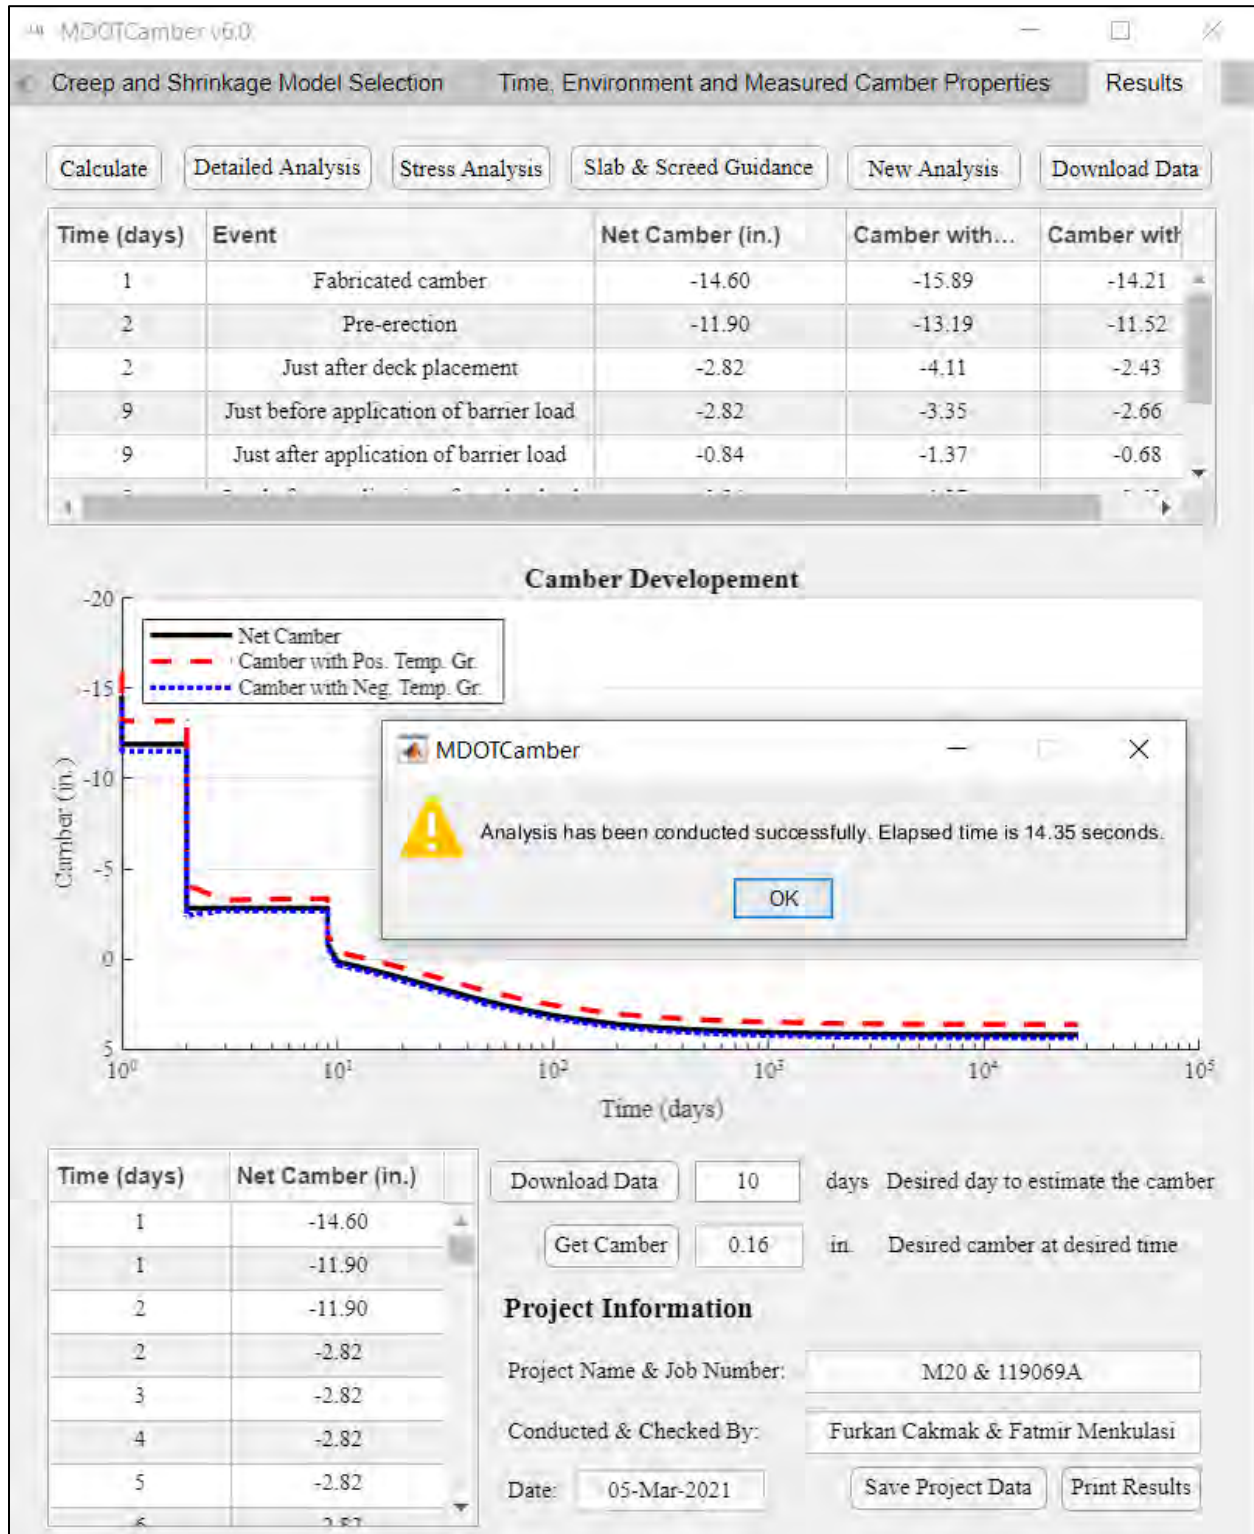 MDOTCamber v6.0
Creep and Shrinkage Model Selection Time, Environment and Measured Camber Properties Results
Calculate Detailed Analysis Stress Analysis Slab & Screed Guidance New Analysis Download Data
Time (days) Event Net Camber (in.) Camber with... Camber with
1 Fabricated camber -14.60 -15.89 -14.21
2 Pre-erection -11.90 -13.19 -11.52
2 Just after deck placement -2.82 -4.11 -2.43
9 Just before application of barrier load -2.82 -3.35 -2.66
9 Just after application of barrier load -0.84 -1.37 -0.68
Camber Developement
-20
-15
-10
-5
0
5
Camber (in.)
Net Camber
Camber with Pos. Temp. Gr.
Camber with Neg. Temp. Gr.
MDOTCamber
Analysis has been conducted successfully. Elapsed time is 14.35 seconds.
OK
10⁰ 10¹ 10² 10³ 10⁴ 10⁵
Time (days)
Time (days) Net Camber (in.)
1 -14.60
1 -11.90
2 -11.90
2 -2.82
3 -2.82
4 -2.82
5 -2.82
Download Data 10 days Desired day to estimate the camber
Get Camber 0.16 in. Desired camber at desired time
Project Information
Project Name & Job Number: M20 & 119069A
Conducted & Checked By: Furkan Cakmak & Fatmir Menkulasi
Date: 05-Mar-2021 Save Project Data Print Results